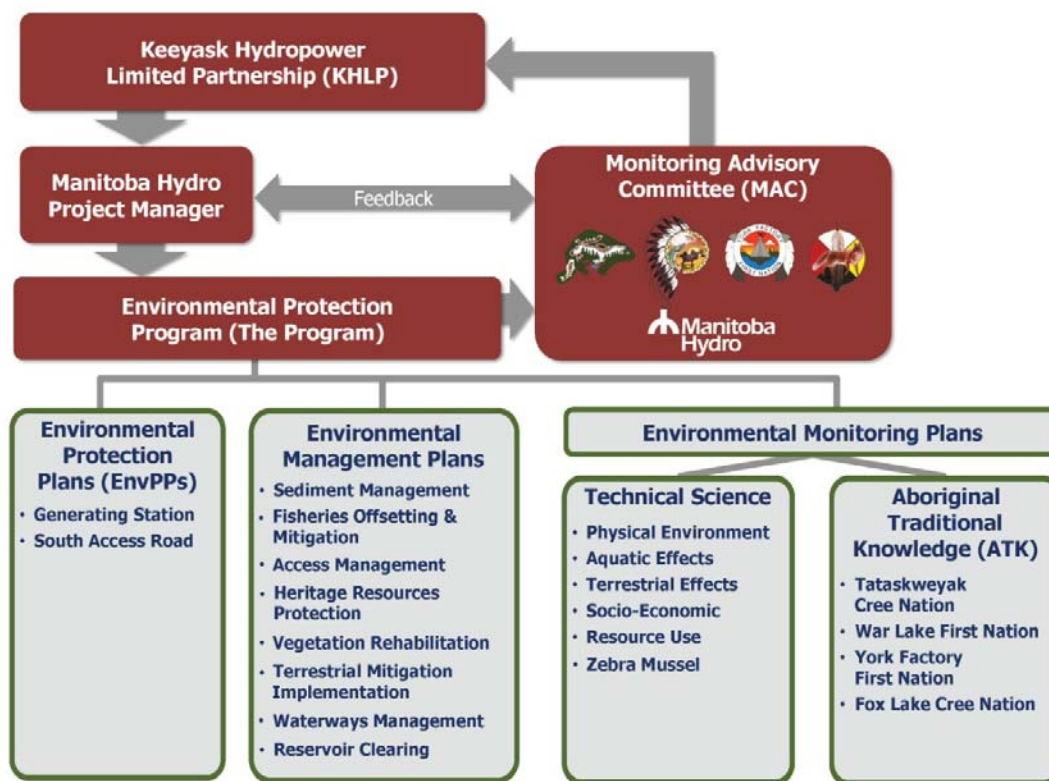 Keeyask Hydropower
Limited Partnership (KHLP)
Manitoba Hydro
Project Manager
Feedback
Monitoring Advisory
Committee (MAC)
YORK FACTORY
FIRST NATION
Manitoba
Hydro
Environmental Protection
Program (The Program)
Environmental
Protection
Plans (EnvPPs)
• Generating Station
• South Access Road
Environmental
Management Plans
• Sediment Management
• Fisheries Offsetting &
Mitigation
• Access Management
• Heritage Resources
Protection
• Vegetation Rehabilitation
• Terrestrial Mitigation
Implementation
• Waterways Management
• Reservoir Clearing
Environmental Monitoring Plans
Technical Science
• Physical Environment
• Aquatic Effects
• Terrestrial Effects
• Socio-Economic
• Resource Use
• Zebra Mussel
Aboriginal
Traditional
Knowledge (ATK)
• Tataskweyak
Cree Nation
• War Lake First Nation
• York Factory
First Nation
• Fox Lake Cree Nation